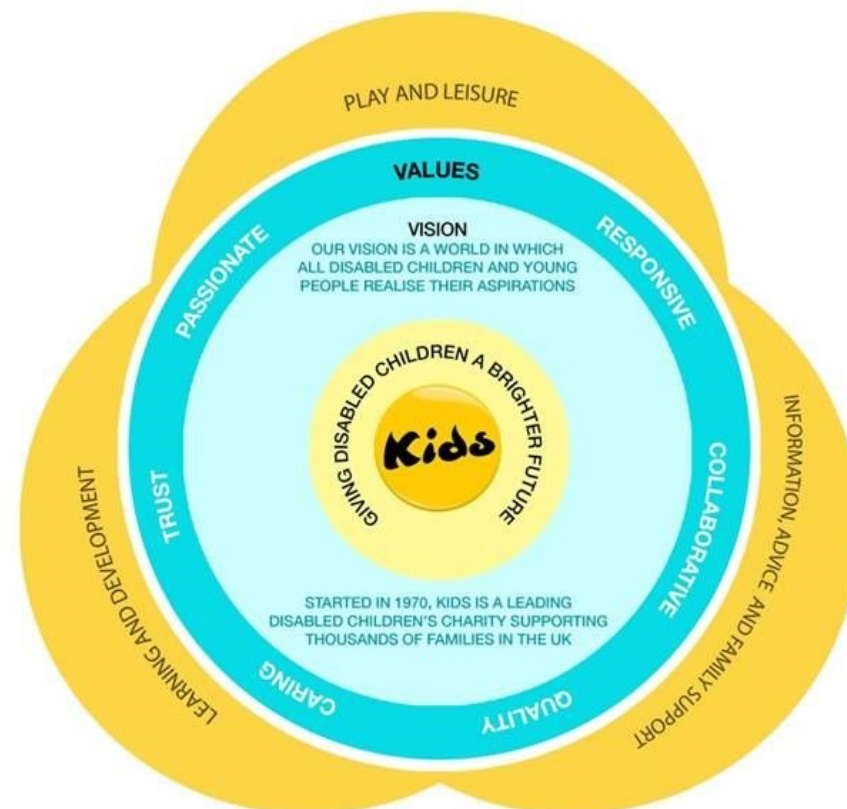 PLAY AND LEISURE
VALUES
PASSIONATE
RESPONSIVE
VISION
OUR VISION IS A WORLD IN WHICH
ALL DISABLED CHILDREN AND YOUNG
PEOPLE REALISE THEIR ASPIRATIONS
GIVING DISABLED CHILDREN A BRIGHTER FUTURE
Kids
TRUST
COLLABORATIVE
LEARNING AND DEVELOPMENT
INFORMATION, ADVICE AND FAMILY SUPPORT
STARTED IN 1970, KIDS IS A LEADING
DISABLED CHILDREN'S CHARITY SUPPORTING
THOUSANDS OF FAMILIES IN THE UK
CARING
QUALITY